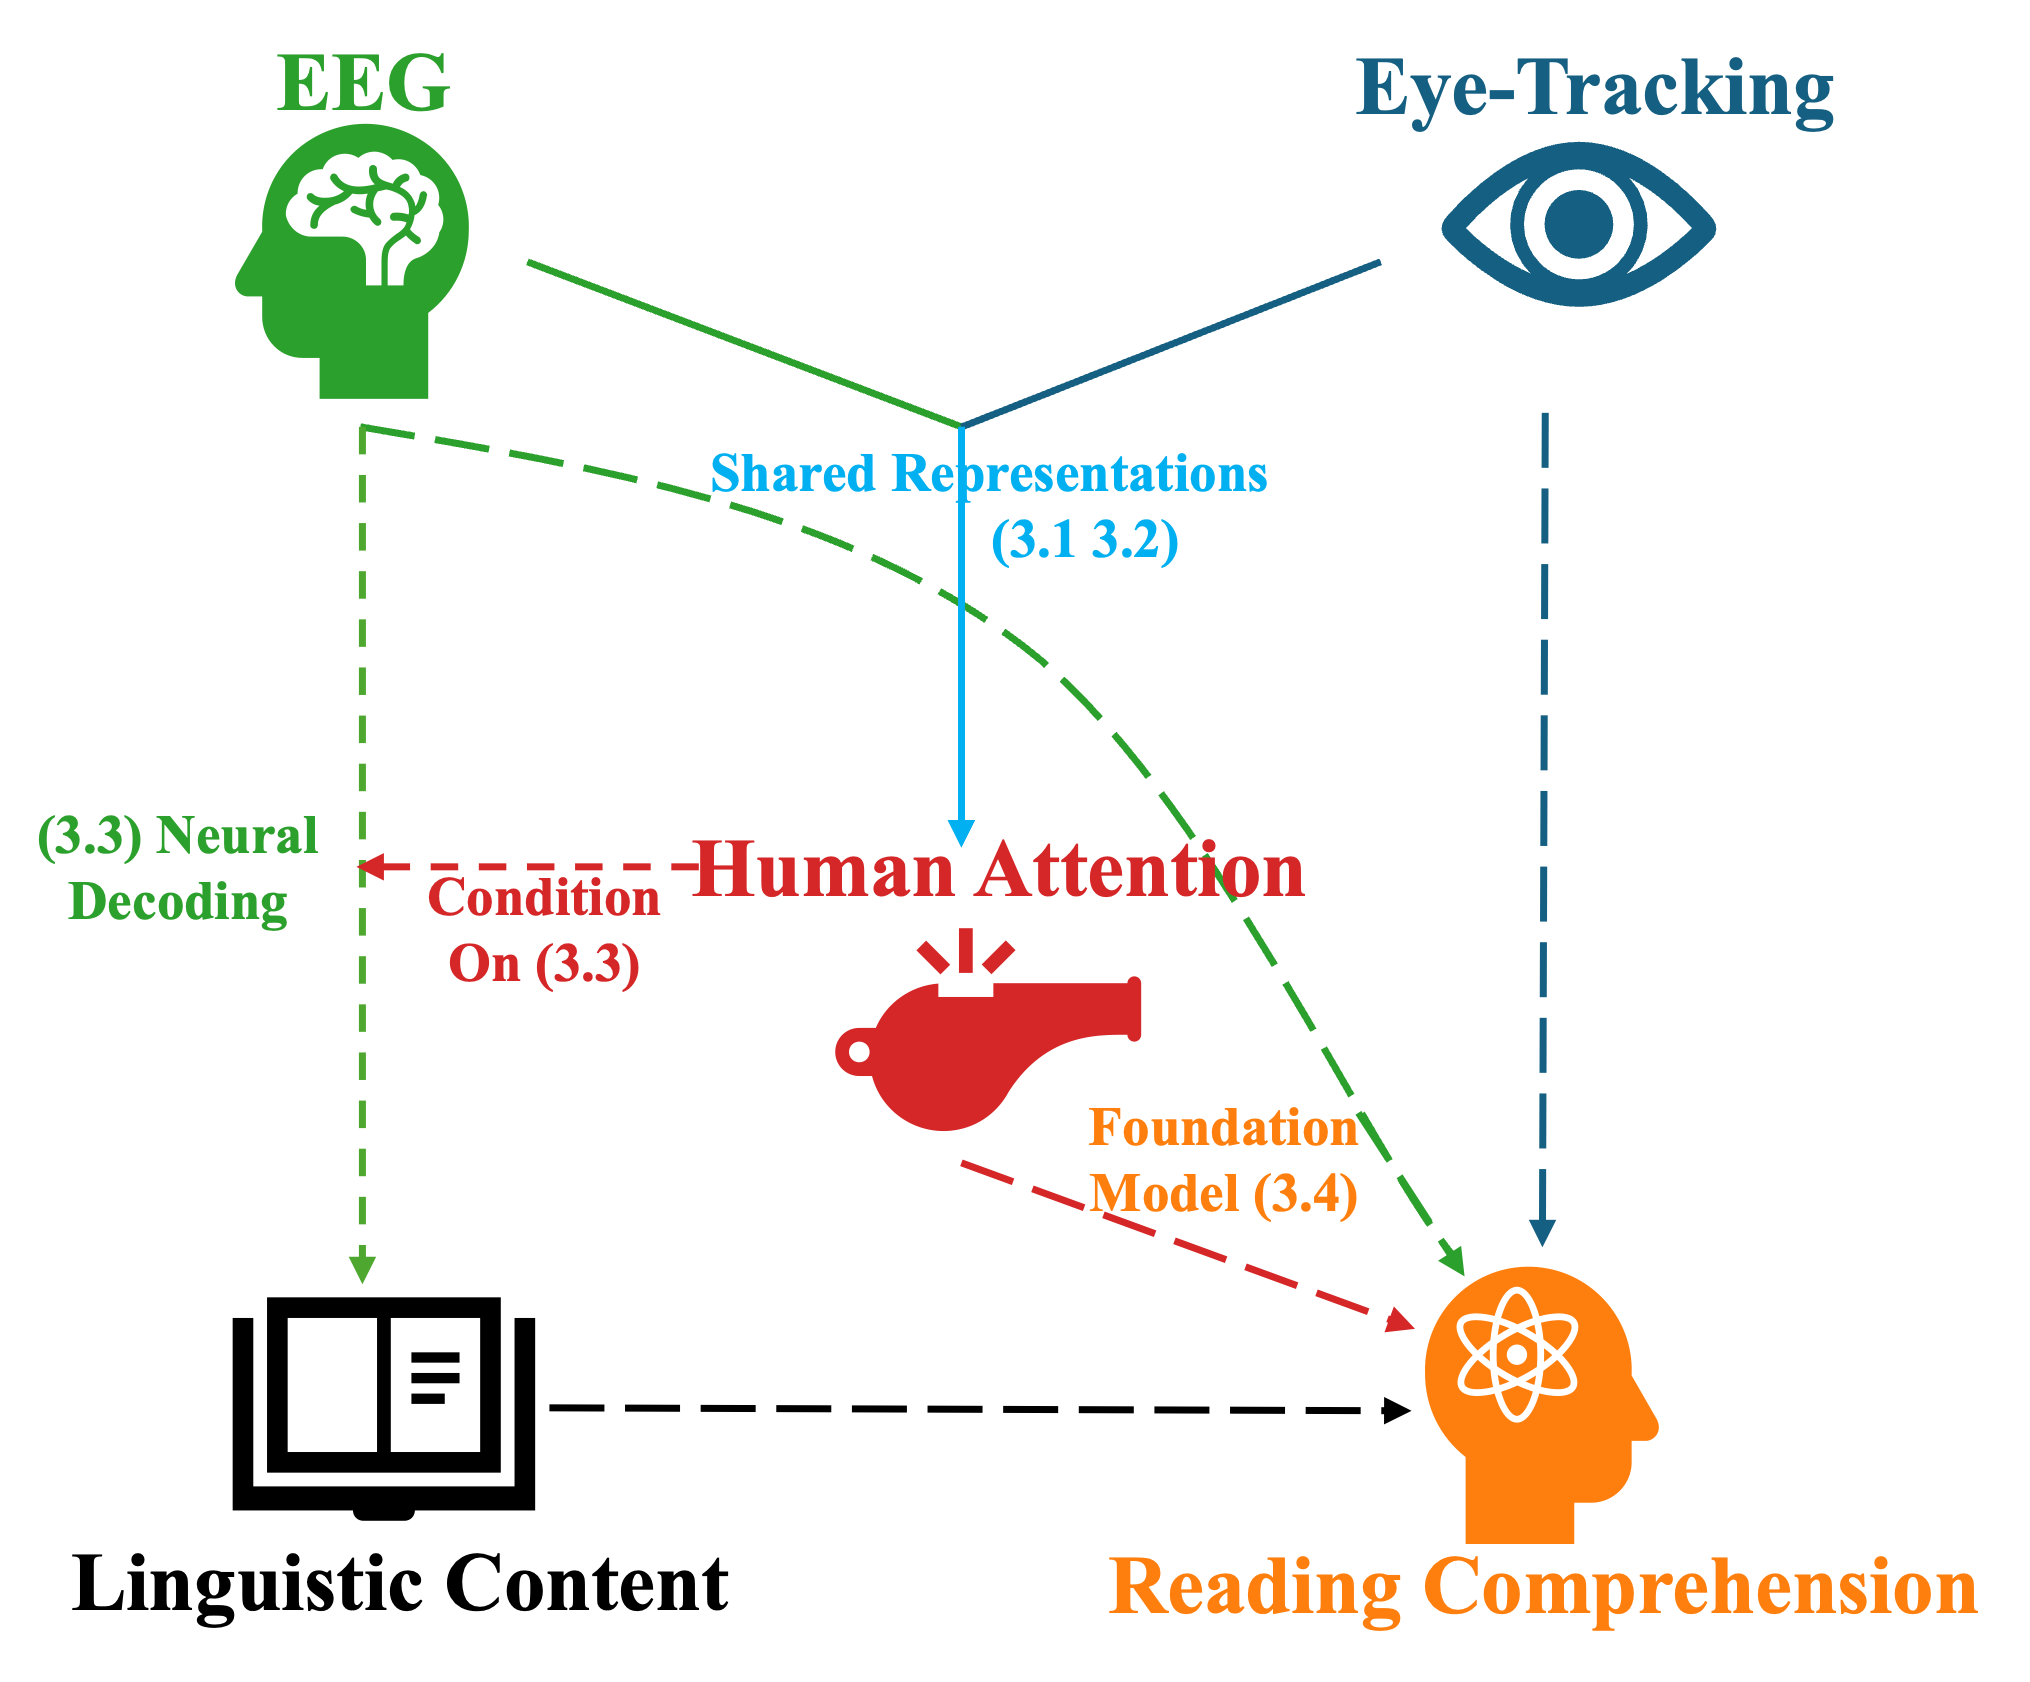 EEG
Eye-Tracking
Shared Representations
(3.1 3.2)
(3.3) Neural
Decoding
Condition
On (3.3)
Human Attention
Foundation
Model (3.4)
Linguistic Content
Reading Comprehension